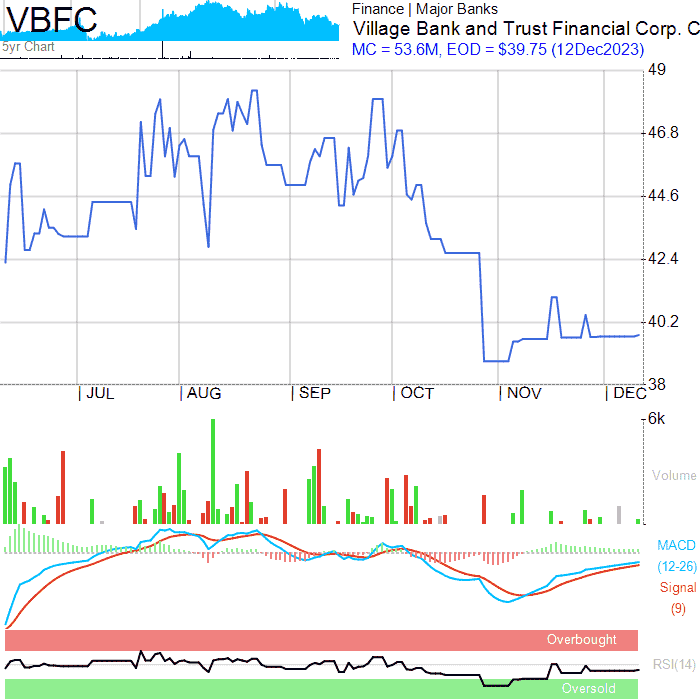 VBFC
5yr Chart
Finance | Major Banks
Village Bank and Trust Financial Corp. C
MC = 53.6M, EOD = $39.75 (12Dec2023)
49
46.8
44.6
42.4
40.2
38
| JUL | AUG | SEP | OCT | NOV | DEC
6k
Volume
MACD
(12-26)
Signal
(9)
Overbought
RSI(14)
Oversold